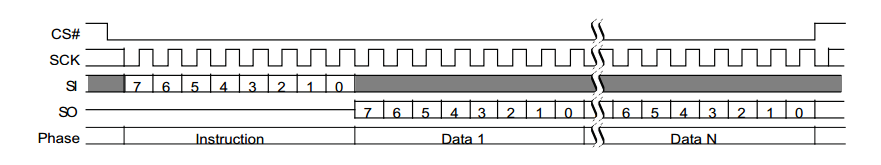 CS#
SCK
SI 7 6 5 4 3 2 1 0
SO 7 6 5 4 3 2 1 0 6 5 4 3 2 1 0
Phase Instruction Data 1 Data N